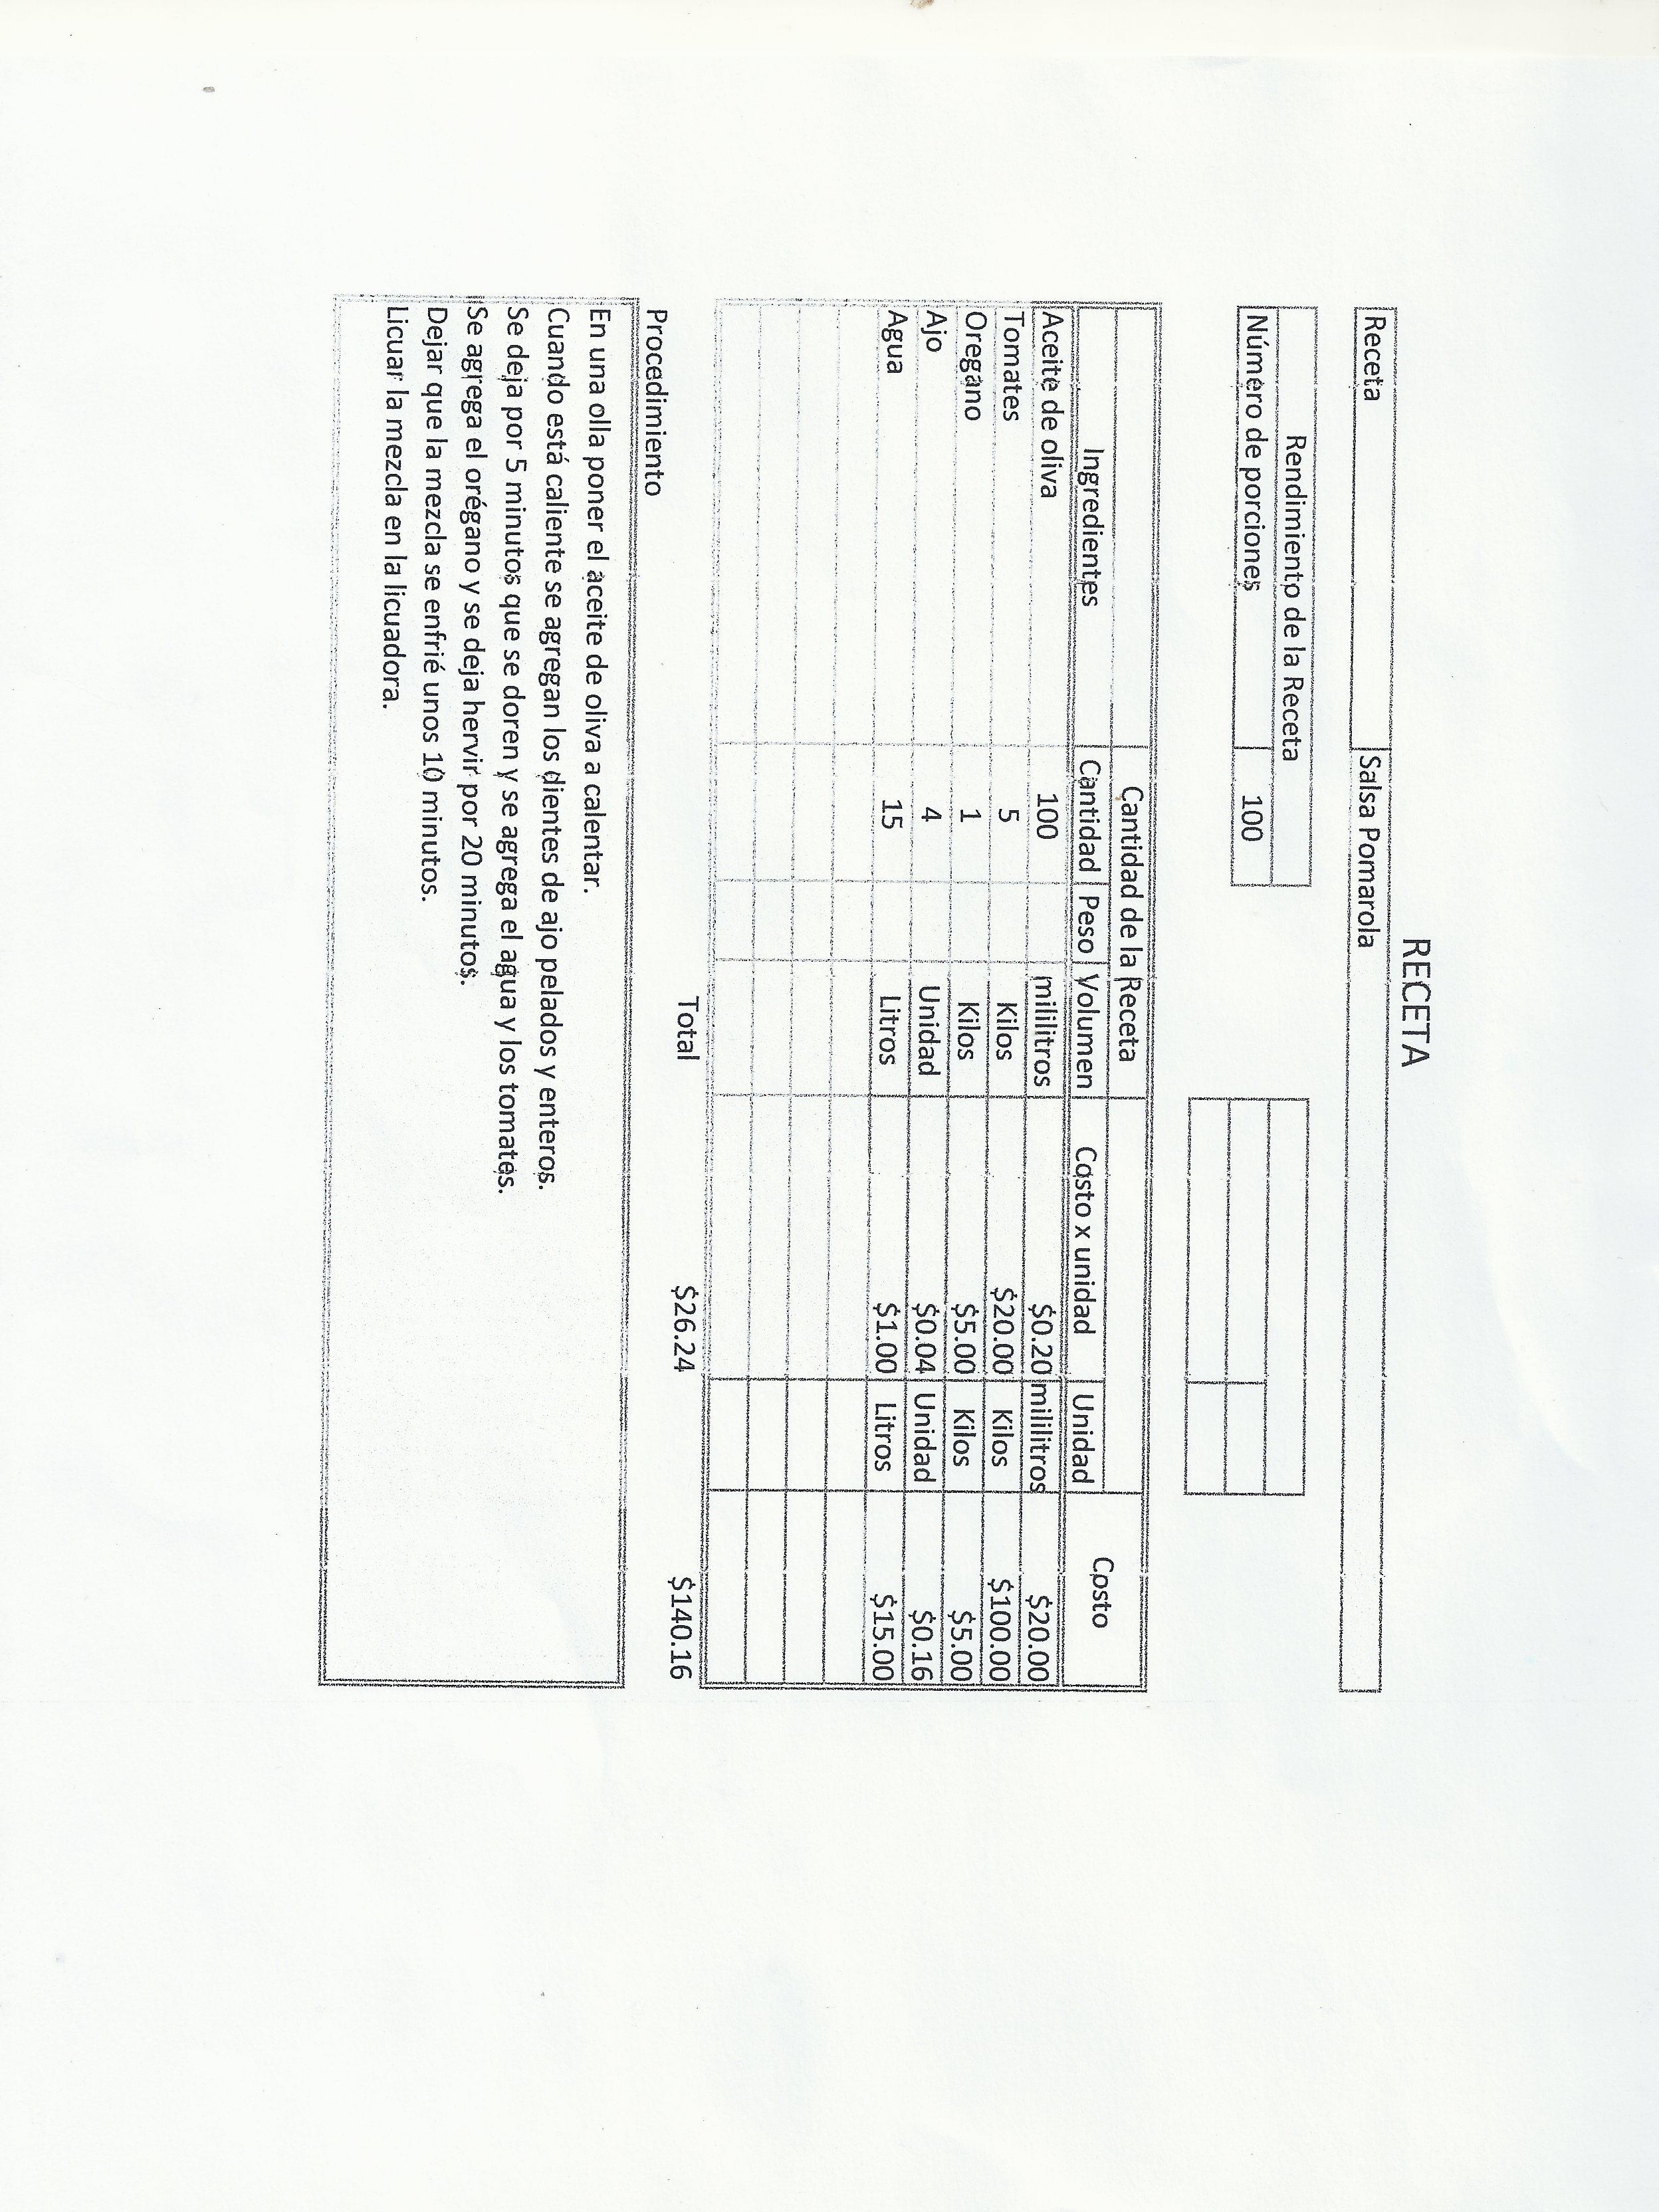 RECETA
Receta Salsa Pomarola
Rendimiento de la Receta
Número de porciones 100
Cantidad de la Receta
Ingredientes Cantidad Peso Volumen Costo x unidad Unidad Costo
Aceite de oliva 100 mililitros $0.20 mililitros $20.00
Tomates 5 Kilos $20.00 Kilos $100.00
Oregano 1 Kilos $5.00 Kilos $5.00
Ajo 4 Unidad $0.04 Unidad $0.16
Agua 15 Litros $1.00 Litros $15.00
Total $26.24 $140.16
Procedimiento
En una olla poner el aceite de oliva a calentar.
Cuando está caliente se agregan los dientes de ajo pelados y enteros.
Se deja por 5 minutos que se doren y se agrega el agua y los tomates.
Se agrega el orégano y se deja hervir por 20 minutos.
Dejar que la mezcla se enfrié unos 10 minutos.
Licuar la mezcla en la licuadora.